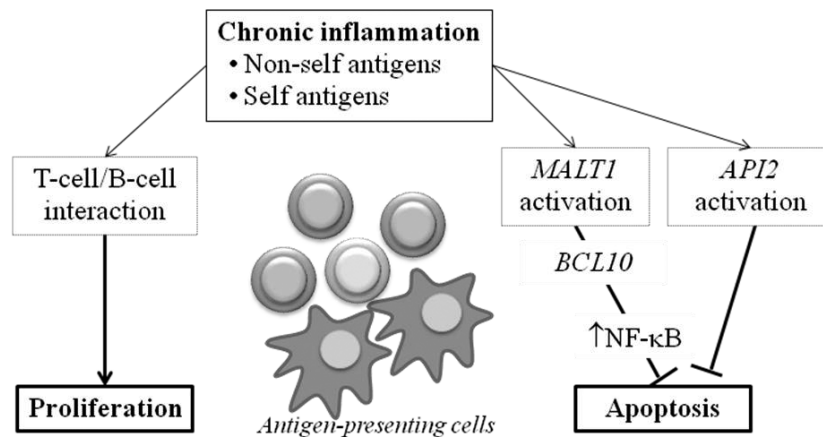 Chronic inflammation
• Non-self antigens
• Self antigens
T-cell/B-cell
interaction
MALT1
activation
API2
activation
BCL10
↑NF-κB
Proliferation
Antigen-presenting cells
Apoptosis